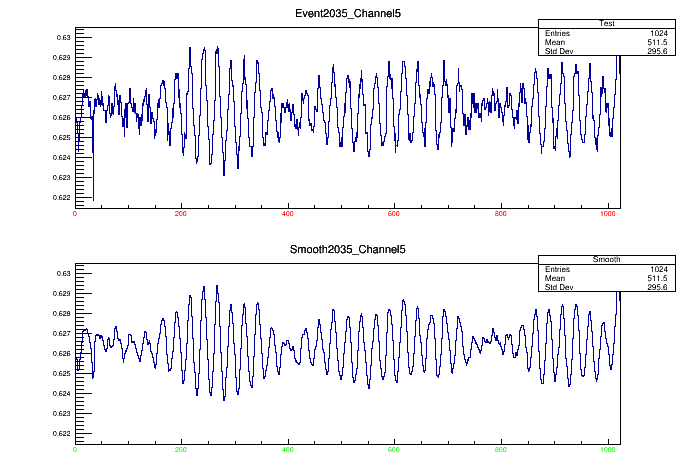 Event2035_Channel5
Test
Entries 1024
Mean 511.5
Std Dev 295.6
0.63
0.629
0.628
0.627
0.626
0.625
0.624
0.623
0.622
0 200 400 600 800 1000
Smooth2035_Channel5
Smooth
Entries 1024
Mean 511.5
Std Dev 295.6
0.63
0.629
0.628
0.627
0.626
0.625
0.624
0.623
0.622
0 200 400 600 800 1000